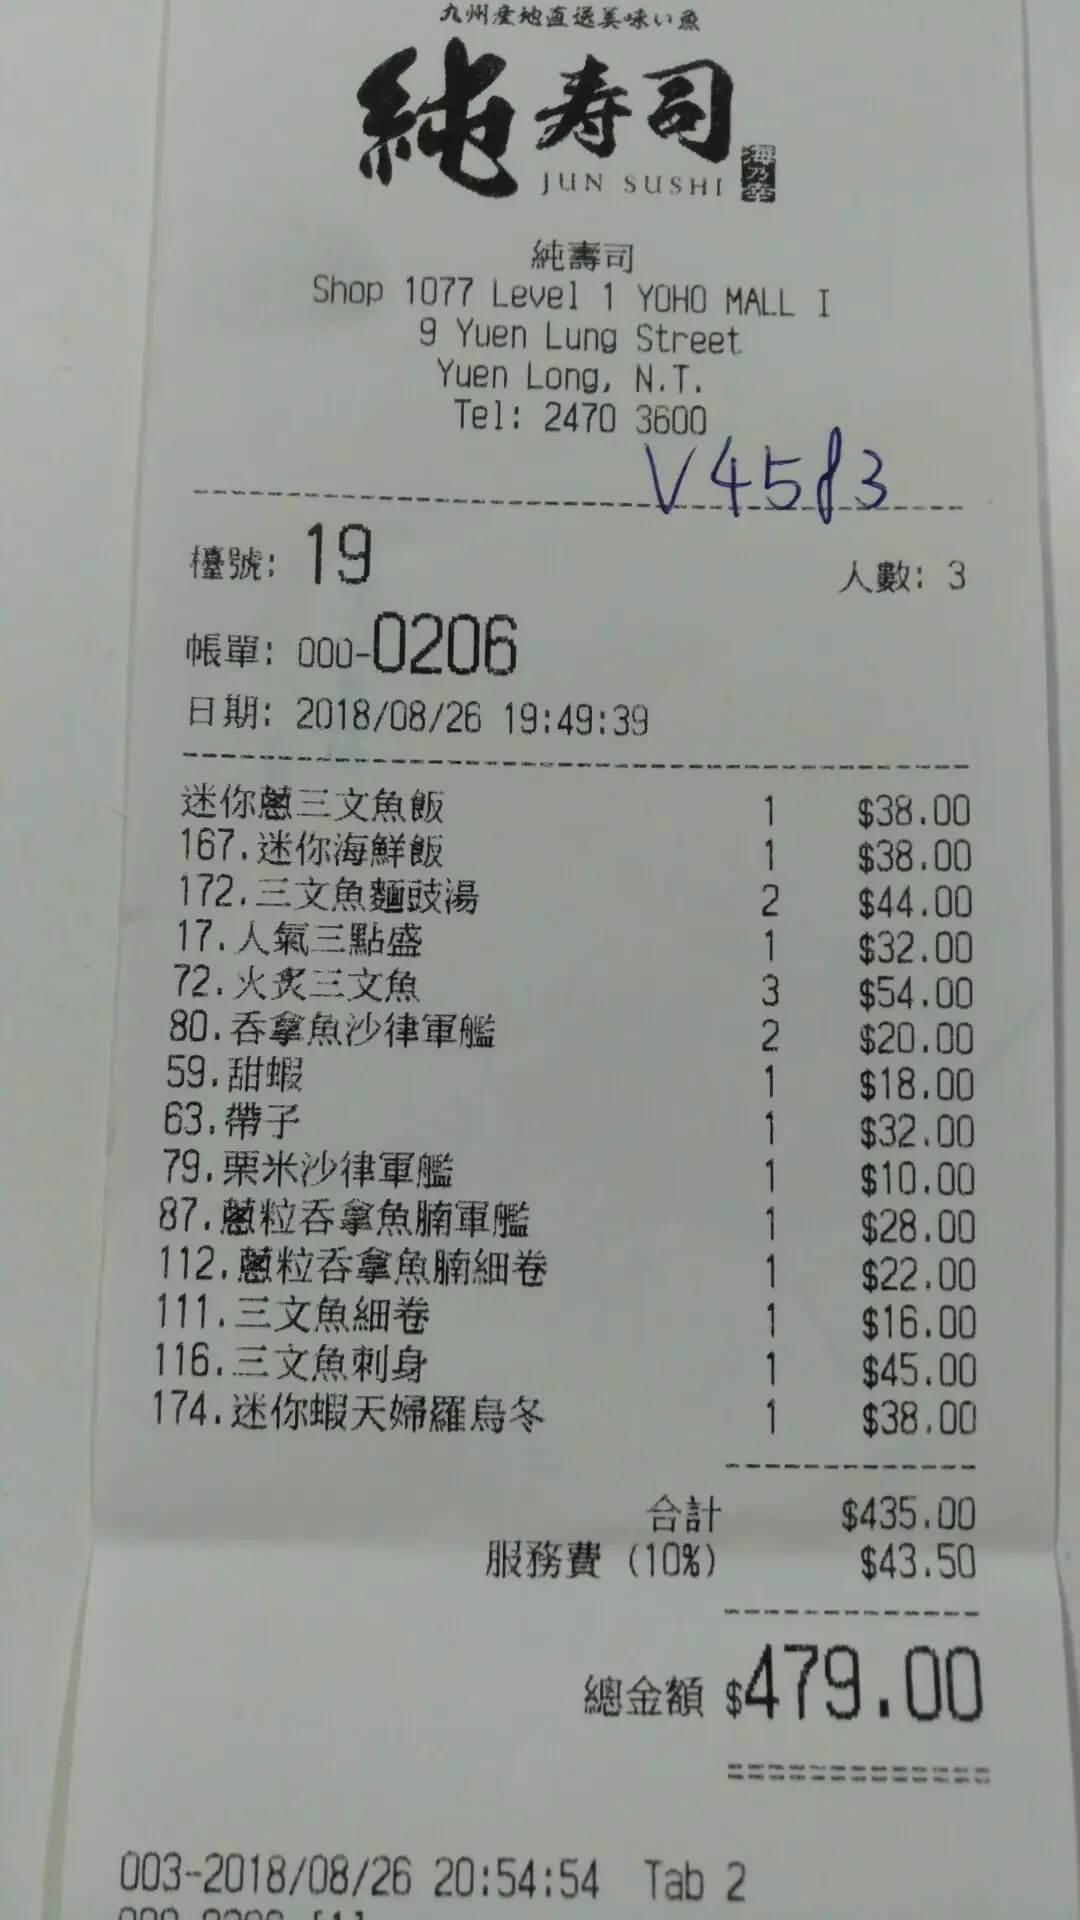 九州産地直送美味い魚
純寿司
JUN SUSHI
純壽司
Shop 1077 Level 1 YOHO MALL I
9 Yuen Lung Street
Yuen Long, N.T.
Tel: 2470 3600
V4583
檯號: 19 人數: 3
帳單: 000-0206
日期: 2018/08/26 19:49:39
迷你蔥三文魚飯 1 $38.00
167.迷你海鮮飯 1 $38.00
172.三文魚麵豉湯 2 $44.00
17.人氣三點盛 1 $32.00
72.火炙三文魚 3 $54.00
80.吞拿魚沙律軍艦 2 $20.00
59.甜蝦 1 $18.00
63.帶子 1 $32.00
79.粟米沙律軍艦 1 $10.00
87.蔥粒吞拿魚腩軍艦 1 $28.00
112.蔥粒吞拿魚腩細卷 1 $22.00
111.三文魚細卷 1 $16.00
116.三文魚刺身 1 $45.00
174.迷你蝦天婦羅烏冬 1 $38.00
合計 $435.00
服務費 (10%) $43.50
總金額 $479.00
003-2018/08/26 20:54:54 Tab 2